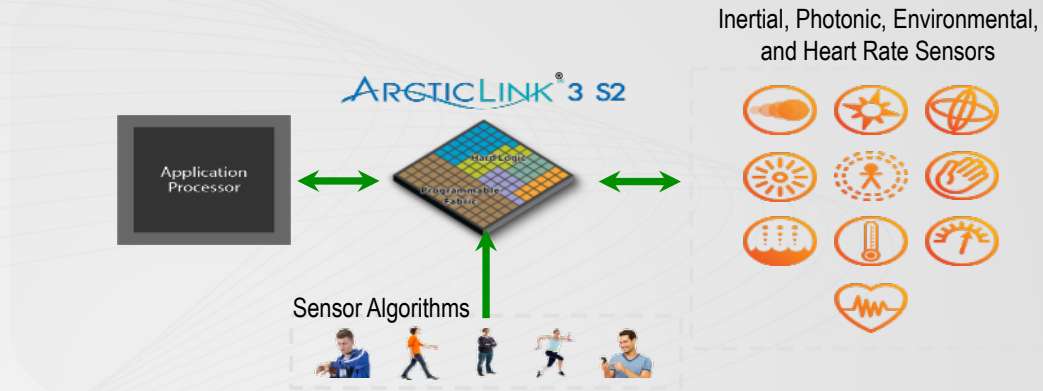 Inertial, Photonic, Environmental,
and Heart Rate Sensors
ARCTICLINK® 3 S2
Application
Processor
Hard Logic
Programmable
Fabric
Sensor Algorithms